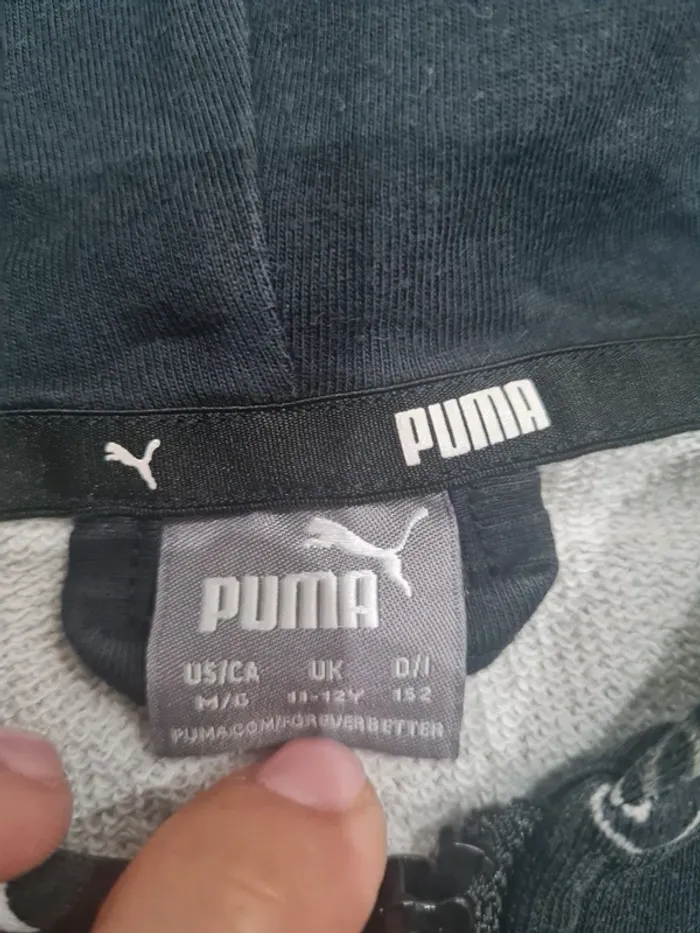 PUMA
PUMA
US/CA UK D/I
M/G 11-12Y 152
PUMA.COM/FOREVERBETTER